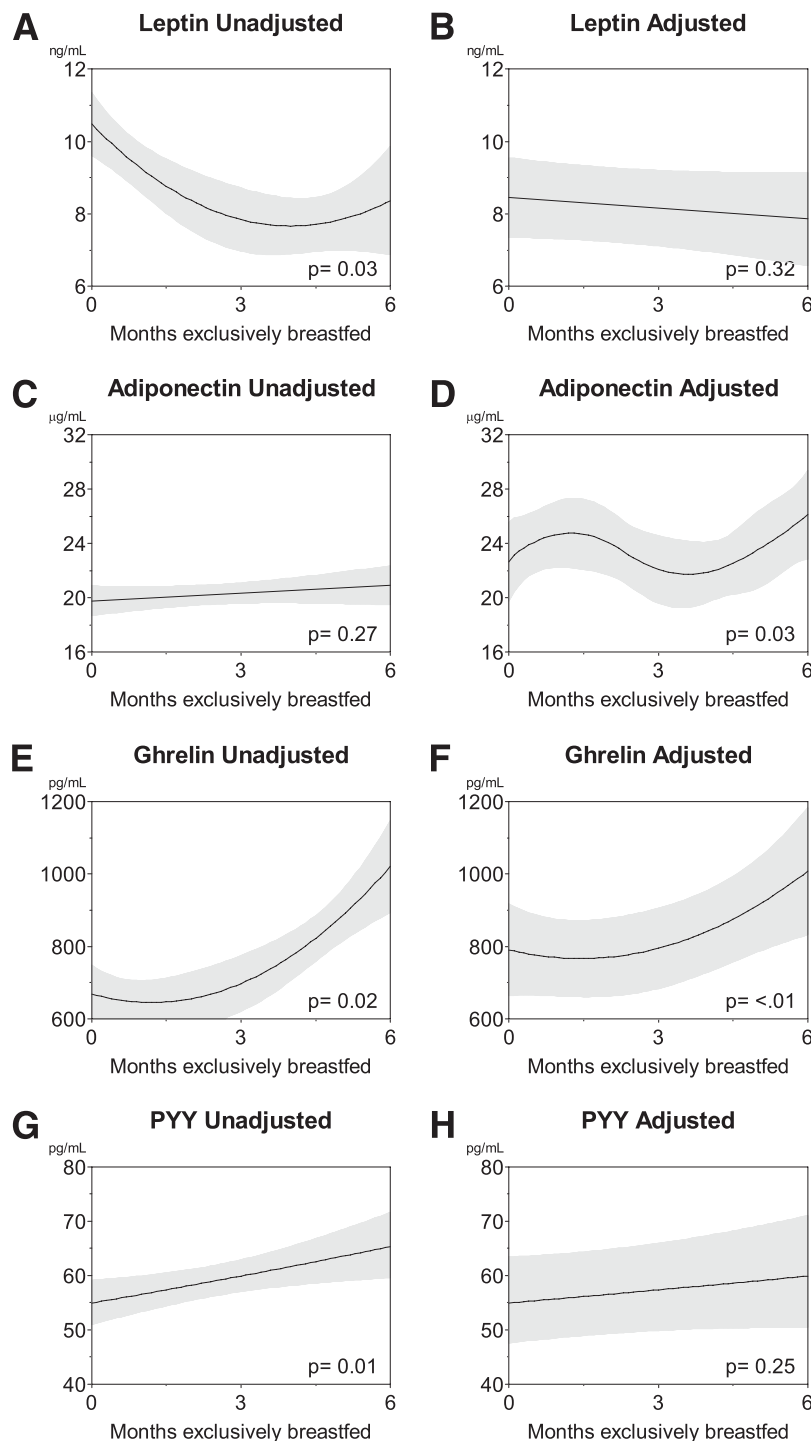 A Leptin Unadjusted
ng/mL
12
10
8
6
p= 0.03
0 3 6
Months exclusively breastfed
B Leptin Adjusted
ng/mL
12
10
8
6
p= 0.32
0 3 6
Months exclusively breastfed
C Adiponectin Unadjusted
μg/mL
32
28
24
20
16
p= 0.27
0 3 6
Months exclusively breastfed
D Adiponectin Adjusted
μg/mL
32
28
24
20
16
p= 0.03
0 3 6
Months exclusively breastfed
E Ghrelin Unadjusted
pg/mL
1200
1000
800
600
p= 0.02
0 3 6
Months exclusively breastfed
F Ghrelin Adjusted
pg/mL
1200
1000
800
600
p= <.01
0 3 6
Months exclusively breastfed
G PYY Unadjusted
pg/mL
80
70
60
50
40
p= 0.01
0 3 6
Months exclusively breastfed
H PYY Adjusted
pg/mL
80
70
60
50
40
p= 0.25
0 3 6
Months exclusively breastfed